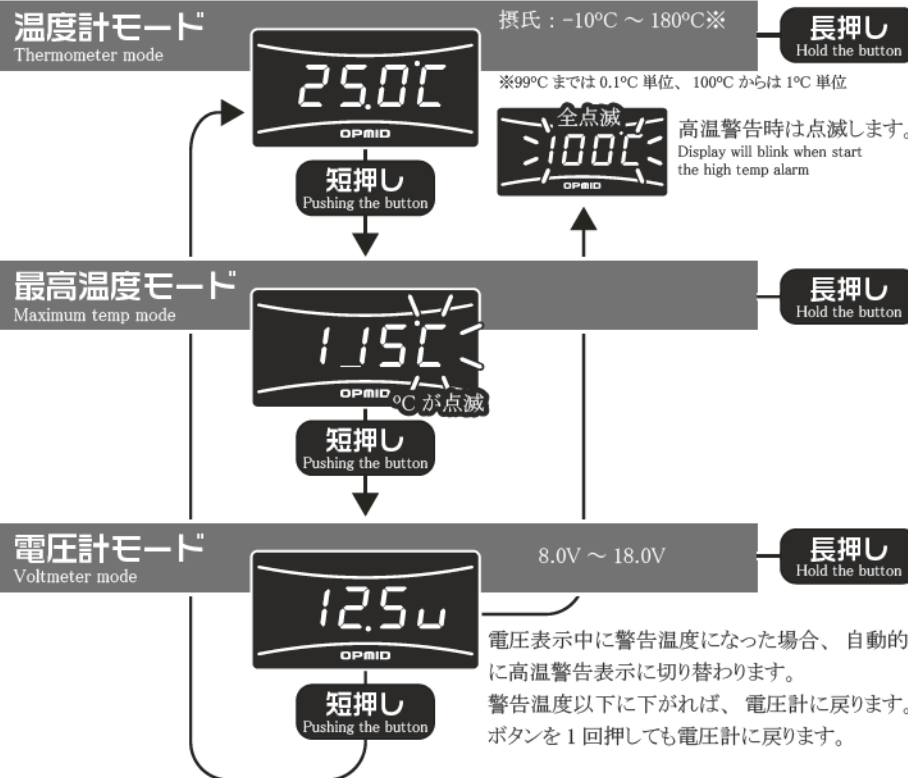 温度計モード
Thermometer mode
摂氏：-10℃ ～ 180℃※
長押し
Hold the button
25.0℃
OPMID
※99℃ までは 0.1℃ 単位、100℃ からは 1℃ 単位
全点滅
100℃
OPMID
高温警告時は点滅します。
Display will blink when start
the high temp alarm
短押し
Pushing the button
最高温度モード
Maximum temp mode
長押し
Hold the button
115℃
OPMID
℃ が点滅
短押し
Pushing the button
電圧計モード
Voltmeter mode
8.0V ～ 18.0V
長押し
Hold the button
12.5u
OPMID
電圧表示中に警告温度になった場合、自動的
に高温警告表示に切り替わります。
警告温度以下に下がれば、電圧計に戻ります。
ボタンを 1 回押しても電圧計に戻ります。
短押し
Pushing the button